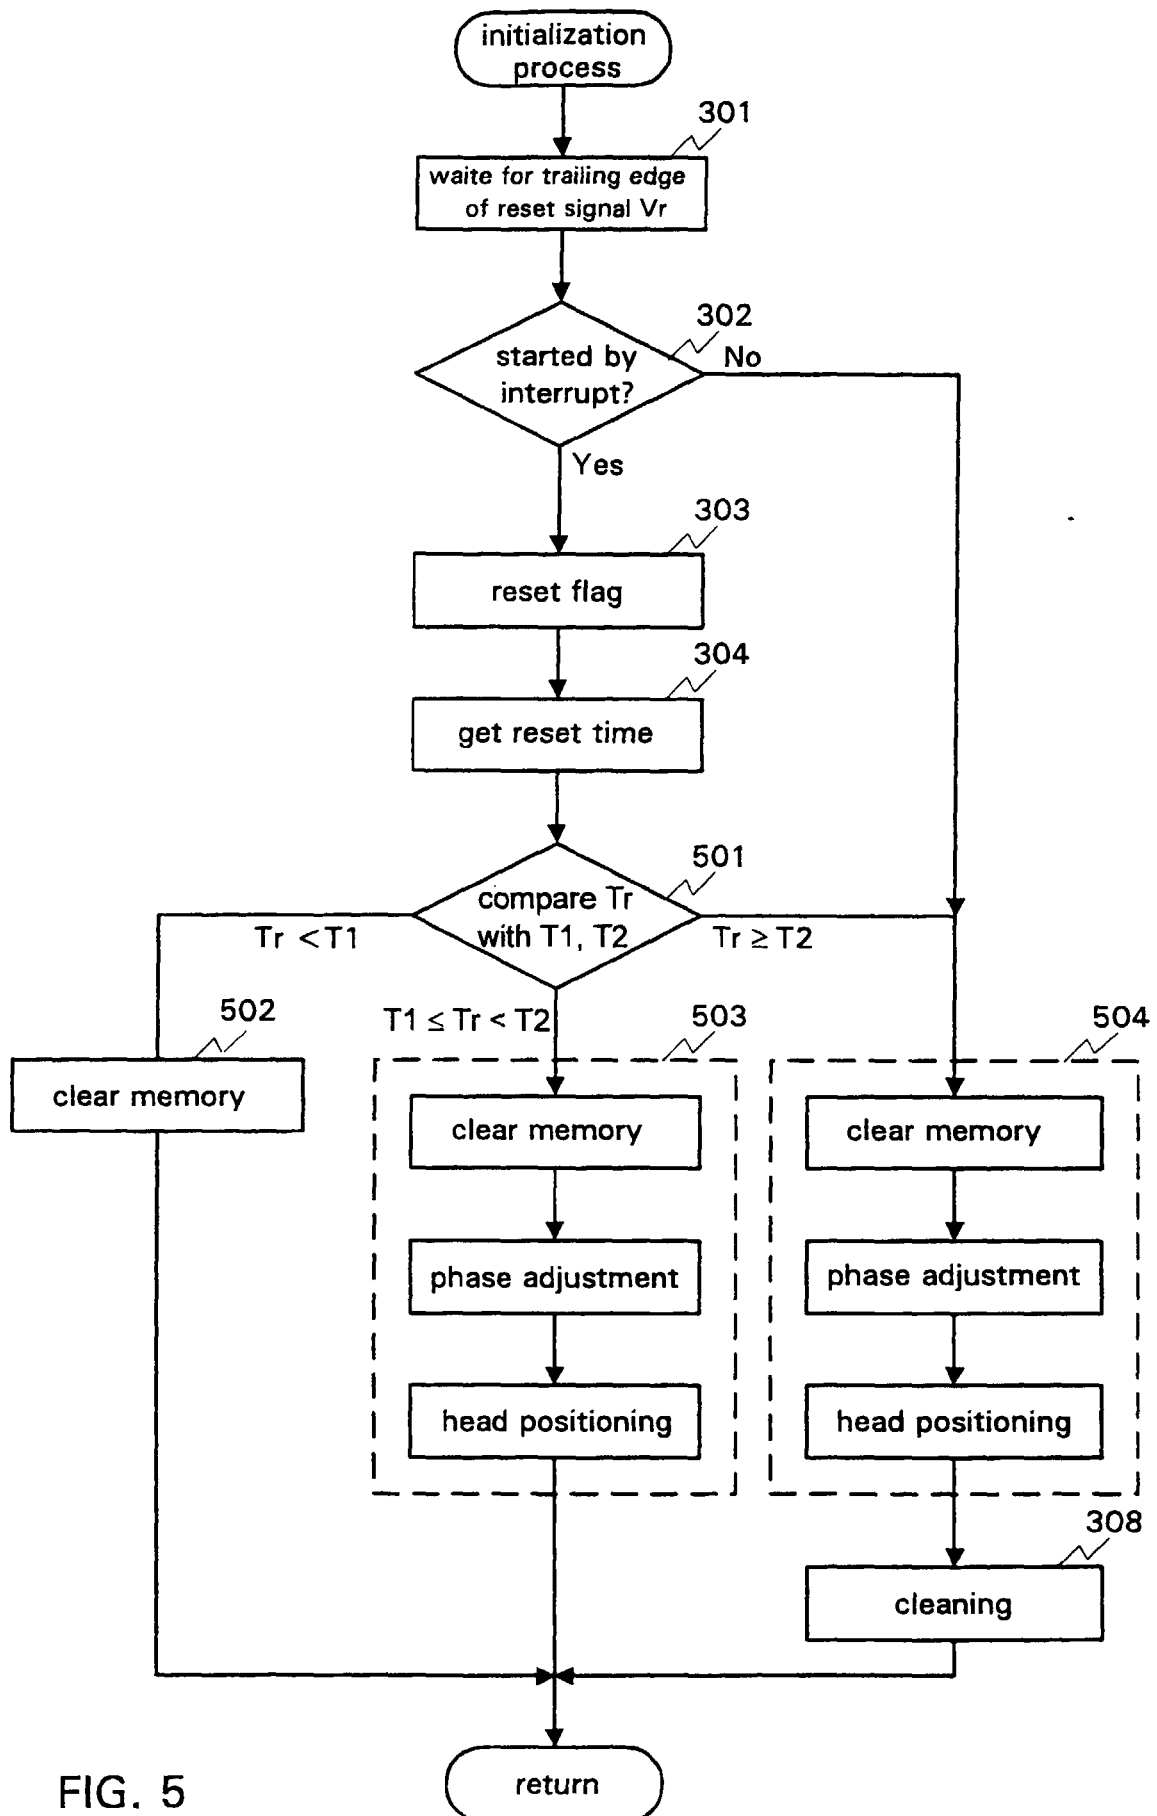 initialization
process
301
waite for trailing edge
of reset signal Vr
302
started by
interrupt?
No
Yes
303
reset flag
304
get reset time
501
compare Tr
with T1, T2
Tr <T1
Tr ≥ T2
T1 ≤ Tr < T2
502
clear memory
503
clear memory
phase adjustment
head positioning
504
clear memory
phase adjustment
head positioning
308
cleaning
return
FIG. 5